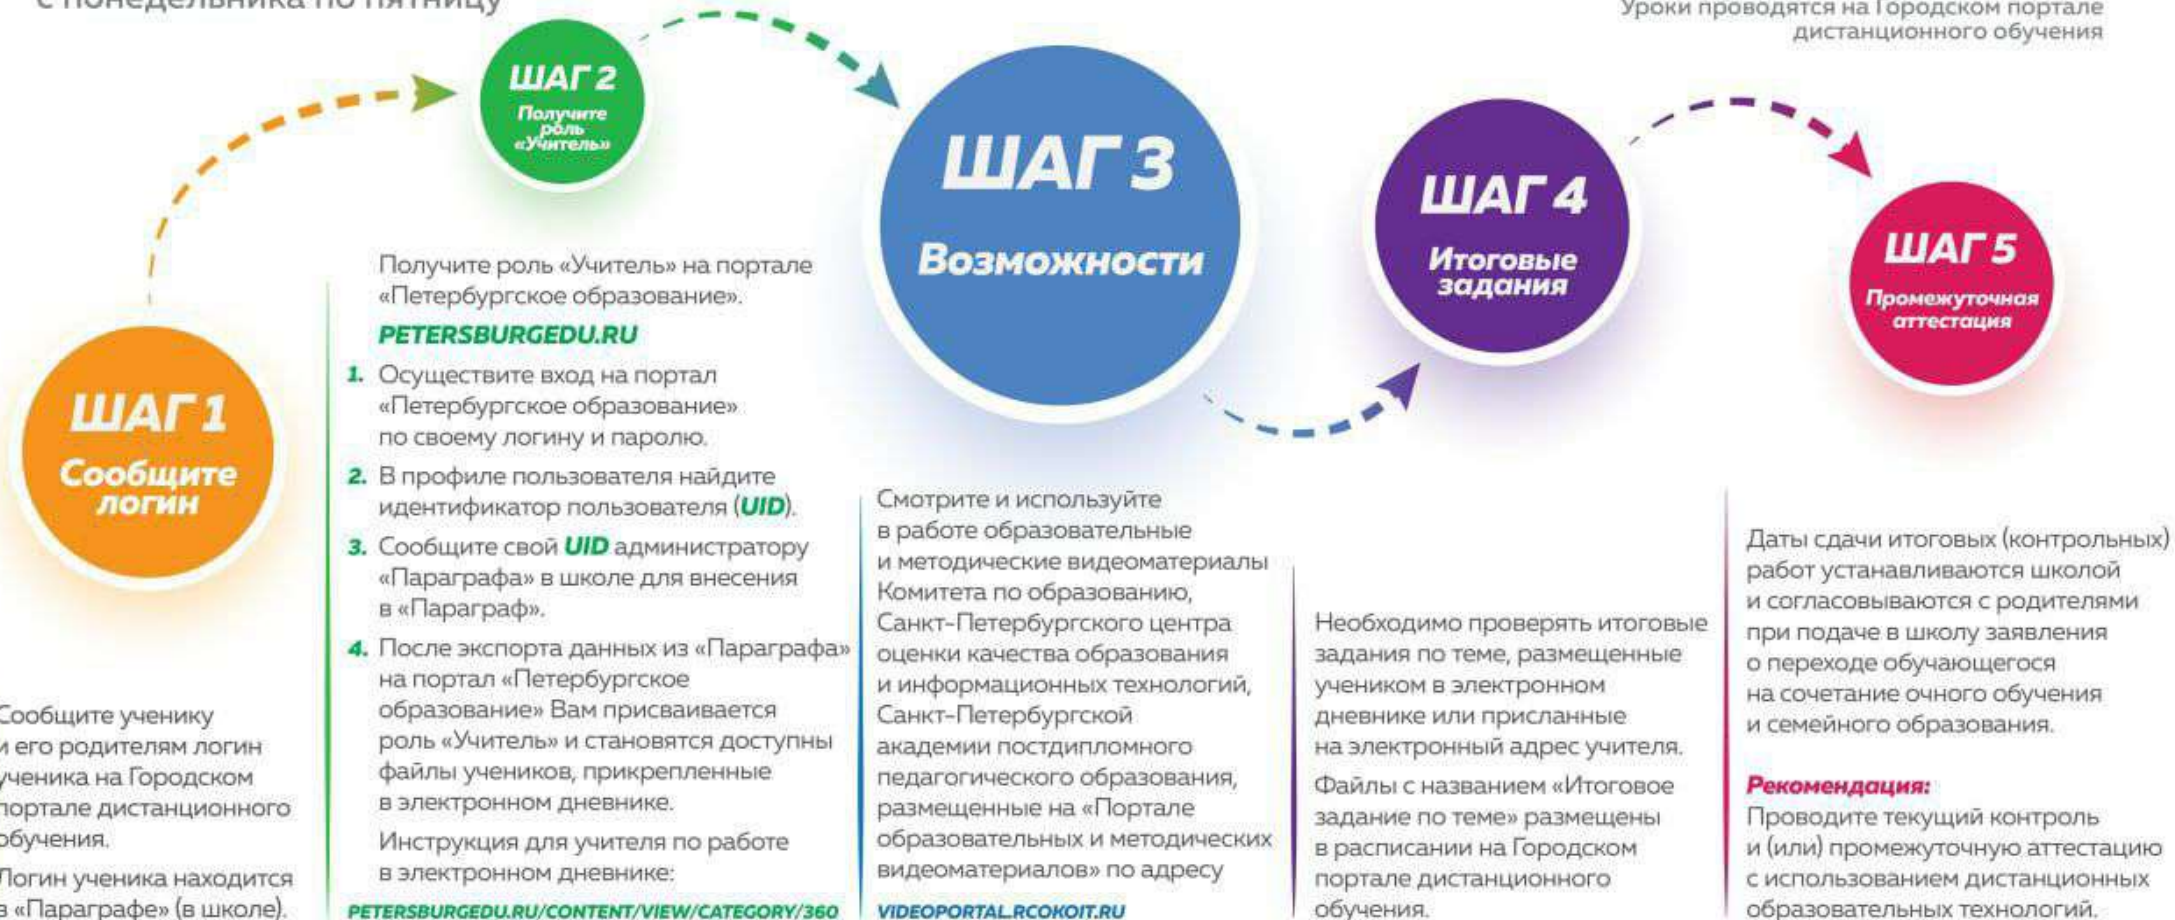 с понедельника по пятницу
Уроки проводятся на Городском портале
дистанционного обучения
ШАГ 1
Сообщите
логин
Сообщите ученику
и его родителям логин
ученика на Городском
портале дистанционного
обучения.
Логин ученика находится
в «Параграфе» (в школе).
ШАГ 2
Получите
роль
«Учитель»
Получите роль «Учитель» на портале
«Петербургское образование».
PETERSBURGEDU.RU
1. Осуществите вход на портал
«Петербургское образование»
по своему логину и паролю.
2. В профиле пользователя найдите
идентификатор пользователя (UID).
3. Сообщите свой UID администратору
«Параграфа» в школе для внесения
в «Параграф».
4. После экспорта данных из «Параграфа»
на портал «Петербургское
образование» Вам присваивается
роль «Учитель» и становятся доступны
файлы учеников, прикрепленные
в электронном дневнике.
Инструкция для учителя по работе
в электронном дневнике:
PETERSBURGEDU.RU/CONTENT/VIEW/CATEGORY/360
ШАГ 3
Возможности
Смотрите и используйте
в работе образовательные
и методические видеоматериалы
Комитета по образованию,
Санкт-Петербургского центра
оценки качества образования
и информационных технологий,
Санкт-Петербургской
академии постдипломного
педагогического образования,
размещенные на «Портале
образовательных и методических
видеоматериалов» по адресу
VIDEOPORTAL.RCOKOIT.RU
ШАГ 4
Итоговые
задания
Необходимо проверять итоговые
задания по теме, размещенные
учеником в электронном
дневнике или присланные
на электронный адрес учителя.
Файлы с названием «Итоговое
задание по теме» размещены
в расписании на Городском
портале дистанционного
обучения.
ШАГ 5
Промежуточная
аттестация
Даты сдачи итоговых (контрольных)
работ устанавливаются школой
и согласовываются с родителями
при подаче в школу заявления
о переходе обучающегося
на сочетание очного обучения
и семейного образования.
Рекомендация:
Проводите текущий контроль
и (или) промежуточную аттестацию
с использованием дистанционных
образовательных технологий.